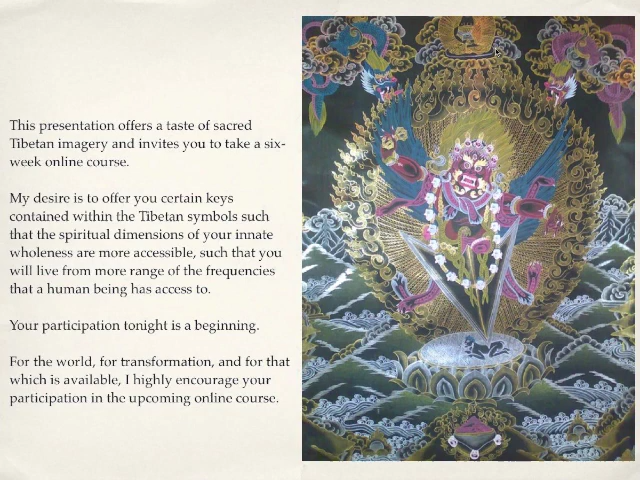 This presentation offers a taste of sacred
Tibetan imagery and invites you to take a six-
week online course.
My desire is to offer you certain keys
contained within the Tibetan symbols such
that the spiritual dimensions of your innate
wholeness are more accessible, such that you
will live from more range of the frequencies
that a human being has access to.
Your participation tonight is a beginning.
For the world, for transformation, and for that
which is available, I highly encourage your
participation in the upcoming online course.